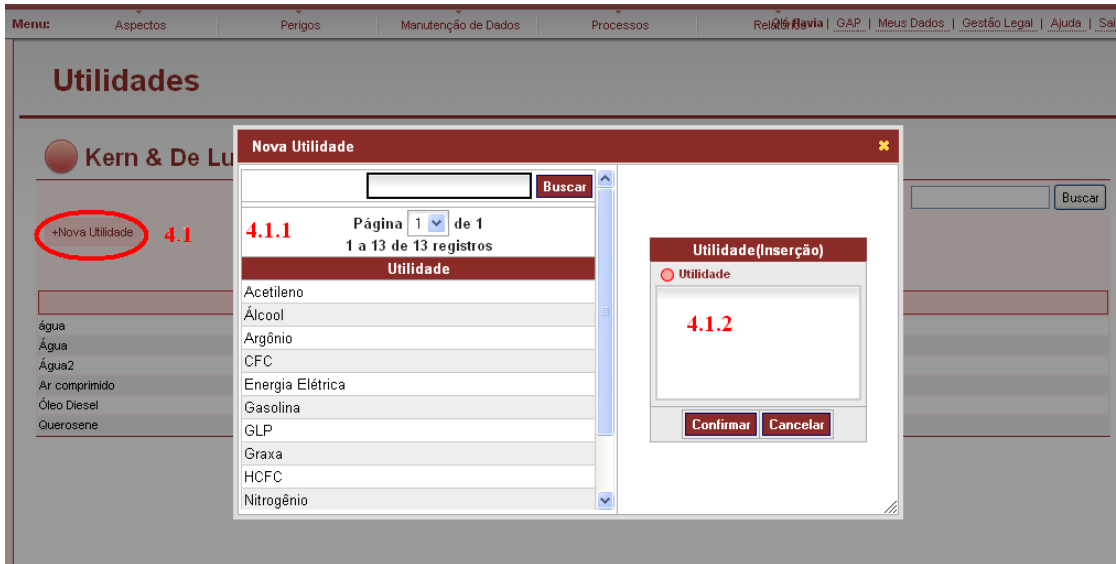 Menu: Aspectos Perigos Manutenção de Dados Processos flavia | GAP | Meus Dados | Gestão Legal | Ajuda | Sai
Utilidades
Kern & De Lu
Nova Utilidade
Buscar
Buscar
+Nova Utilidade 4.1
4.1.1
Página 1 de 1
1 a 13 de 13 registros
Utilidade
Acetileno
Álcool
Argônio
CFC
Energia Elétrica
Gasolina
GLP
Graxa
HCFC
Nitrogênio
Utilidade(Inserção)
Utilidade
4.1.2
Confirmar Cancelar
água
Água
Água2
Ar comprimido
Óleo Diesel
Querosene